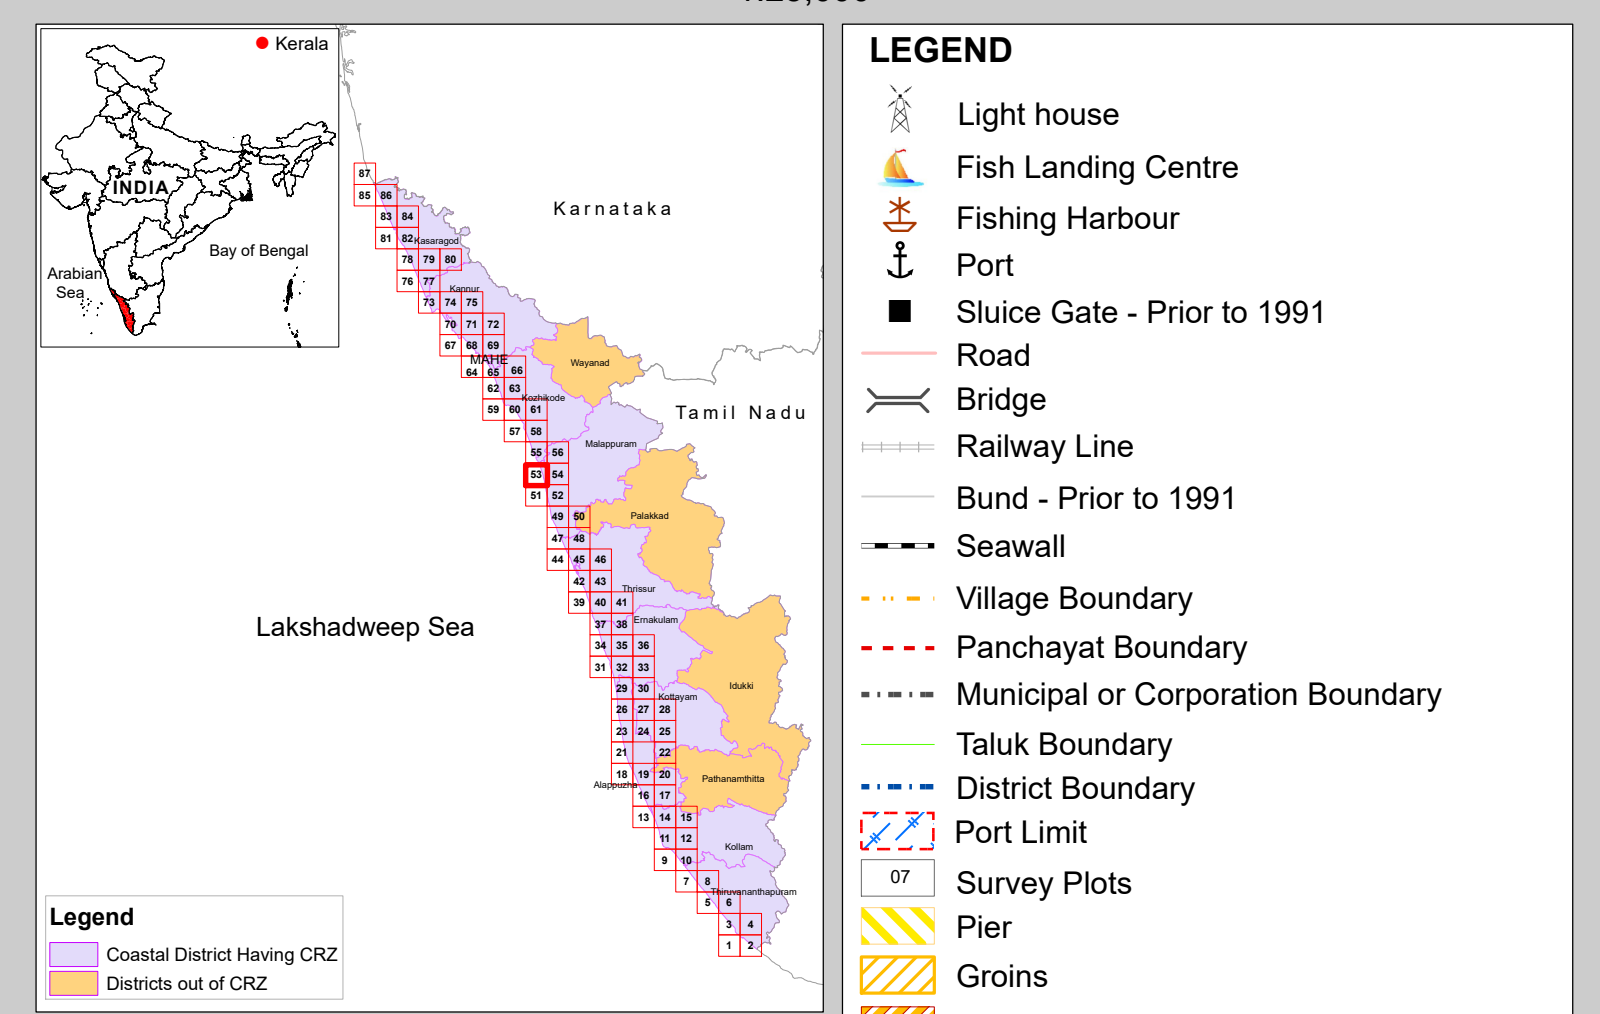 Kerala
INDIA
Bay of Bengal
Arabian
Sea
Karnataka
Tamil Nadu
Lakshadweep Sea
87
85 86
83 84
81 82 Kasaragod
78 79 80
76 77
Kannur
73 74 75
70 71 72
67 68 69
MAHE
64 65 66
Wayanad
62 63
Kozhikode
59 60 61
57 58
Malappuram
55 56
53 54
51 52
49 50 Palakkad
47 48
44 45 46
42 43
Thrissur
39 40 41
Ernakulam
37 38
34 35 36
31 32 33
29 30 Idukki
Kottayam
26 27 28
23 24 25
21 22
18 19 20 Pathanamthitta
Alappuzha
16 17
13 14 15
11 12
Kollam
9 10
7 8
Thiruvananthapuram
5 6
3 4
1 2
Legend
Coastal District Having CRZ
Districts out of CRZ
LEGEND
Light house
Fish Landing Centre
Fishing Harbour
Port
Sluice Gate - Prior to 1991
Road
Bridge
Railway Line
Bund - Prior to 1991
Seawall
Village Boundary
Panchayat Boundary
Municipal or Corporation Boundary
Taluk Boundary
District Boundary
Port Limit
07 Survey Plots
Pier
Groins